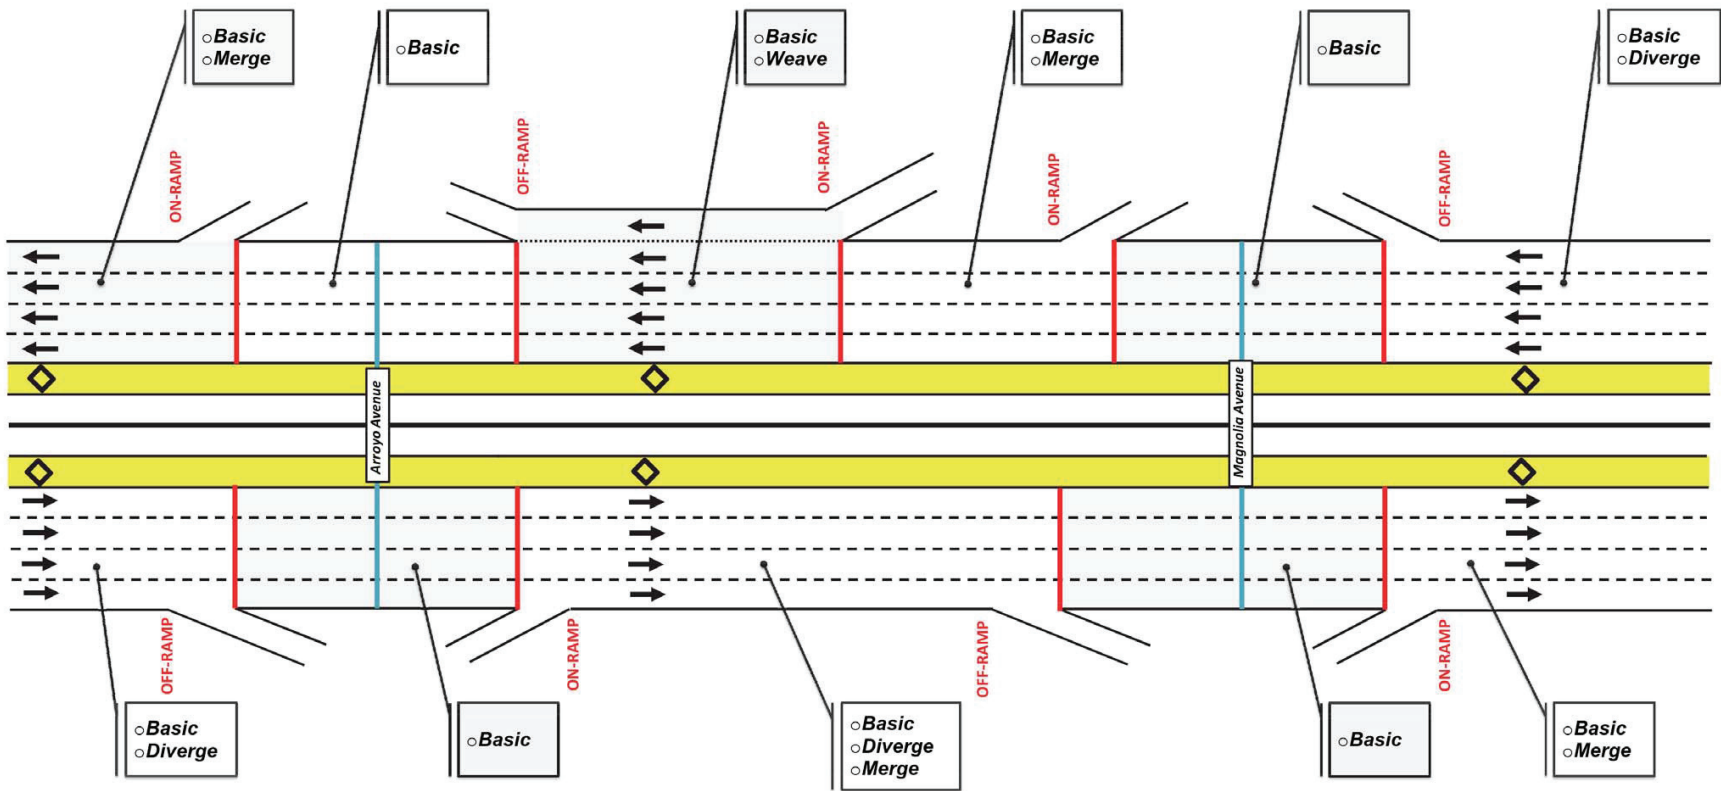 ○Basic
○Merge
○Basic
○Basic
○Weave
○Basic
○Merge
○Basic
○Basic
○Diverge
ON-RAMP
OFF-RAMP
ON-RAMP
ON-RAMP
OFF-RAMP
Arroyo Avenue
Magnolia Avenue
OFF-RAMP
ON-RAMP
OFF-RAMP
ON-RAMP
○Basic
○Diverge
○Basic
○Basic
○Diverge
○Merge
○Basic
○Basic
○Merge